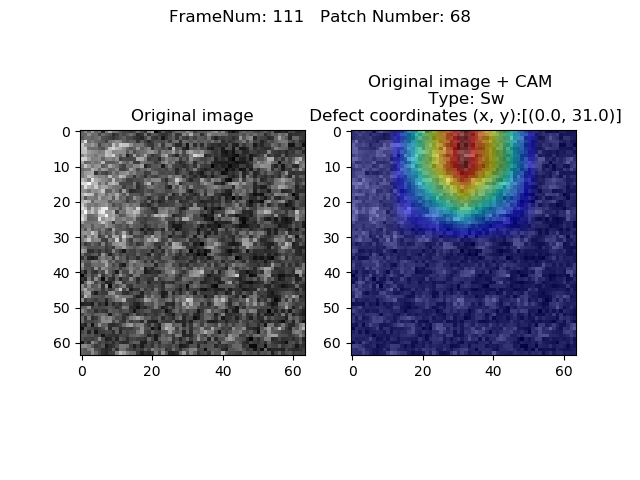 FrameNum: 111   Patch Number: 68
Original image
0
10
20
30
40
50
60
0 20 40 60
Original image + CAM
Type: Sw
Defect coordinates (x, y):[(0.0, 31.0)]
0
10
20
30
40
50
60
0 20 40 60